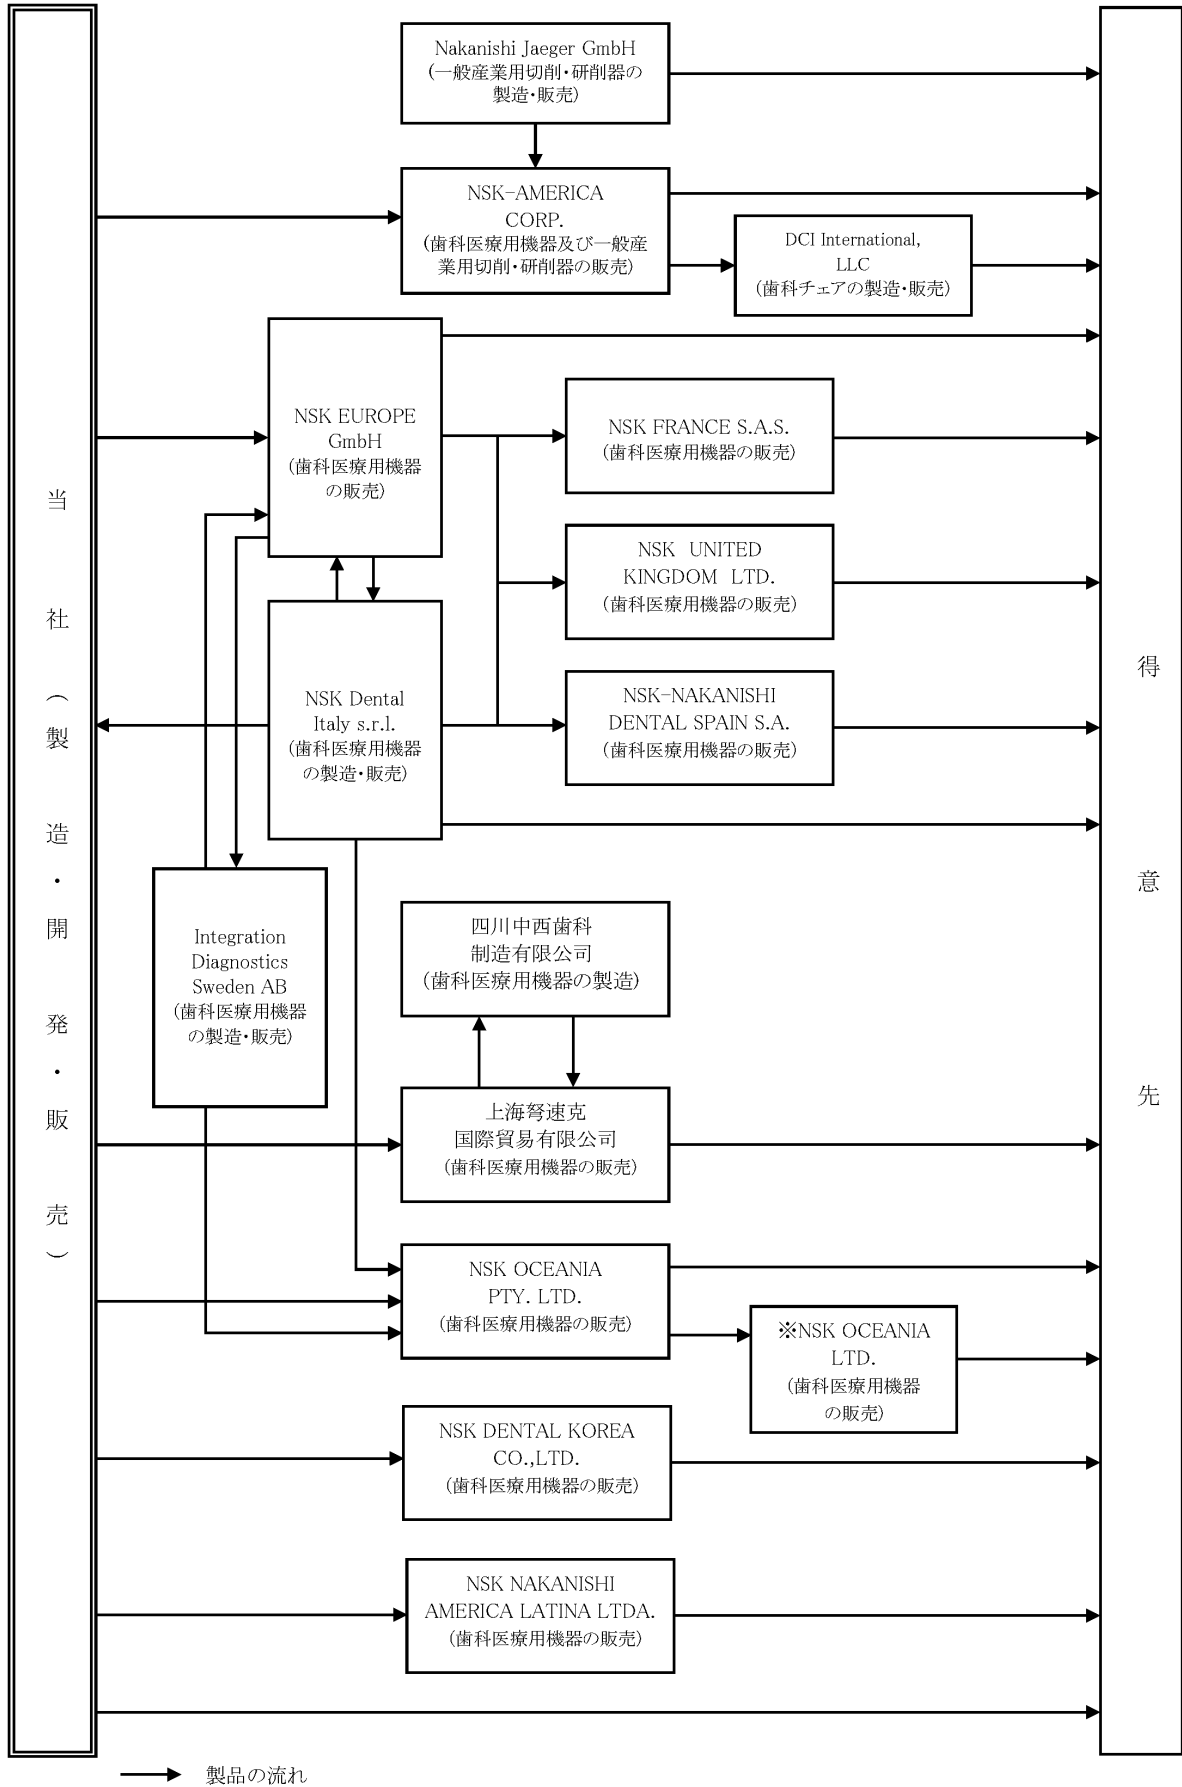 Nakanishi Jaeger GmbH
(一般産業用切削・研削器の
製造・販売)
NSK-AMERICA
CORP.
(歯科医療用機器及び一般産
業用切削・研削器の販売)
DCI International,
LLC
(歯科チェアの製造・販売)
NSK EUROPE
GmbH
(歯科医療用機器
の販売)
NSK FRANCE S.A.S.
(歯科医療用機器の販売)
NSK UNITED
KINGDOM LTD.
(歯科医療用機器の販売)
NSK Dental
Italy s.r.l.
(歯科医療用機器
の製造・販売)
NSK-NAKANISHI
DENTAL SPAIN S.A.
(歯科医療用機器の販売)
当社(製造・開発・販売)
得意先
Integration
Diagnostics
Sweden AB
(歯科医療用機器
の製造・販売)
四川中西歯科
制造有限公司
(歯科医療用機器の製造)
上海弩速克
国際貿易有限公司
(歯科医療用機器の販売)
NSK OCEANIA
PTY. LTD.
(歯科医療用機器の販売)
※NSK OCEANIA
LTD.
(歯科医療用機器
の販売)
NSK DENTAL KOREA
CO.,LTD.
(歯科医療用機器の販売)
NSK NAKANISHI
AMERICA LATINA LTDA.
(歯科医療用機器の販売)
製品の流れ